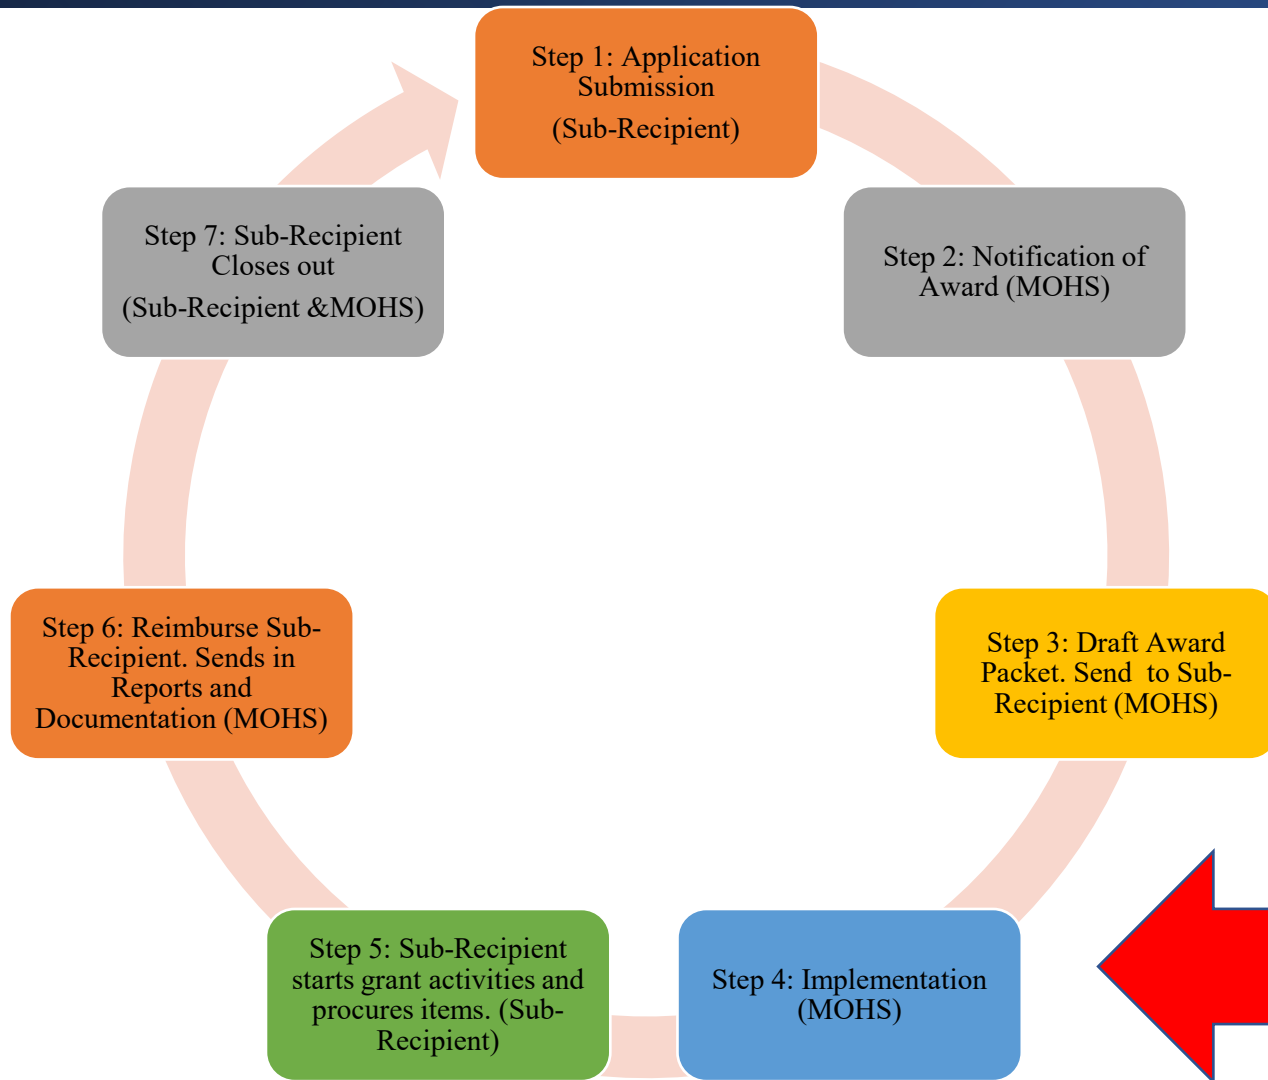 Step 1: Application
Submission
(Sub-Recipient)
Step 2: Notification of
Award (MOHS)
Step 3: Draft Award
Packet. Send  to Sub-
Recipient (MOHS)
Step 4: Implementation
(MOHS)
Step 5: Sub-Recipient
starts grant activities and
procures items. (Sub-
Recipient)
Step 6: Reimburse Sub-
Recipient. Sends in
Reports and
Documentation (MOHS)
Step 7: Sub-Recipient
Closes out
(Sub-Recipient &MOHS)